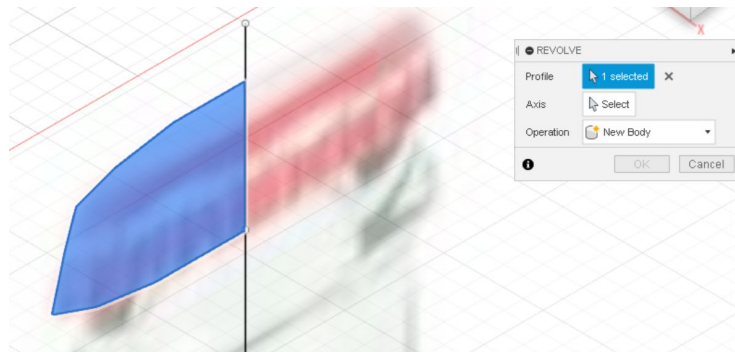 X
REVOLVE
Profile 1 selected
Axis Select
Operation New Body
OK Cancel